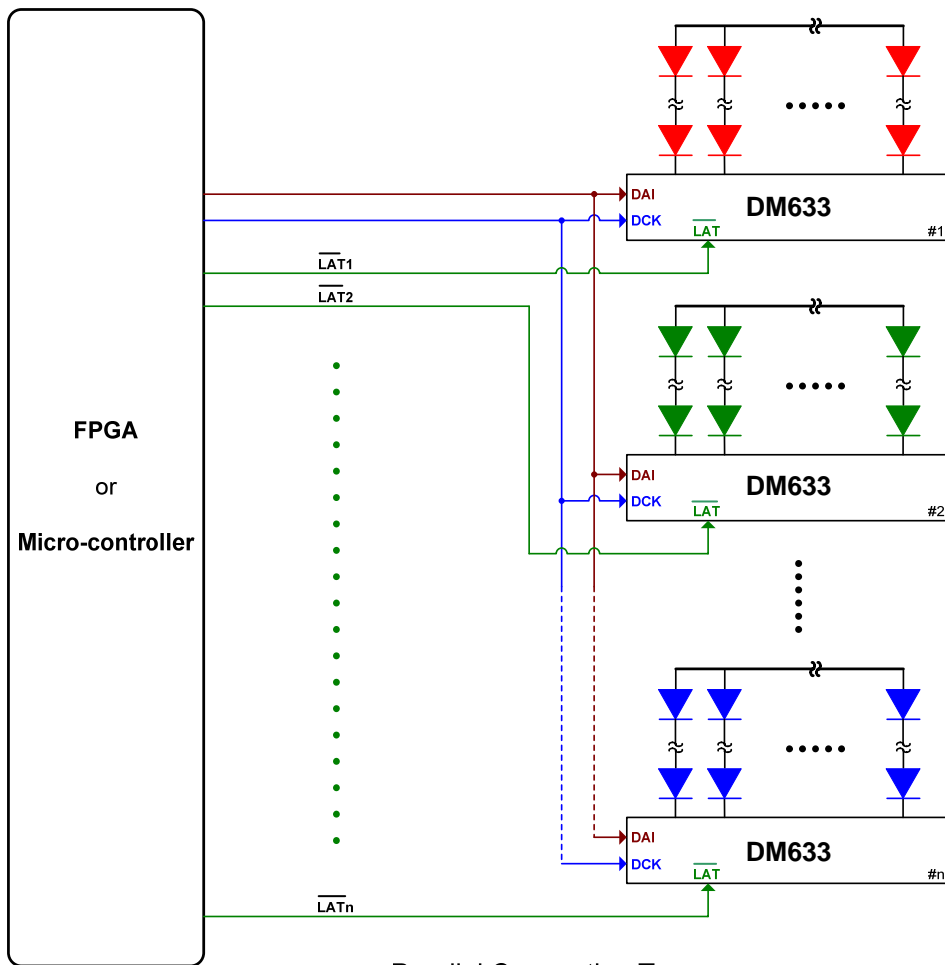 DAI
DCK
DM633
LAT
#1
LAT1
LAT2
FPGA
or
Micro-controller
DAI
DCK
DM633
LAT
#2
DAI
DCK
DM633
LAT
#n
LATn